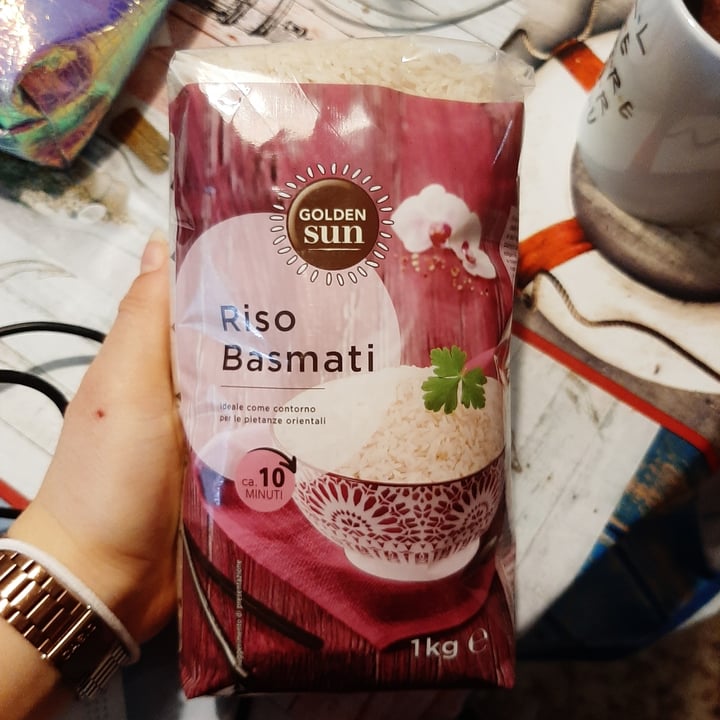 GOLDEN
sun
Riso
Basmati
Ideale come contorno
per le pietanze orientali
ca. 10
MINUTI
1kg e